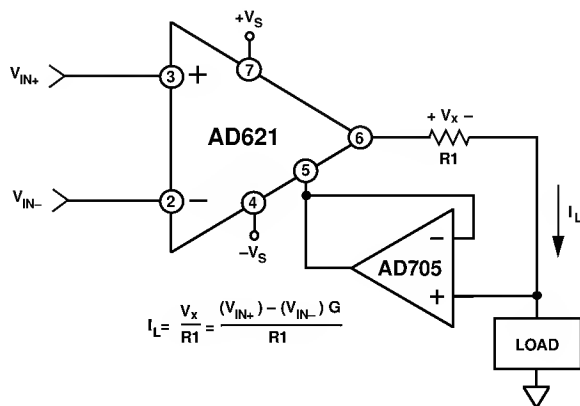 +VS
VIN+
3
+
7
AD621
6
+ Vx −
R1
5
VIN−
2
−
4
−VS
−
AD705
+
IL
IL= Vx/R1 = (VIN+) − (VIN−) G/R1
LOAD